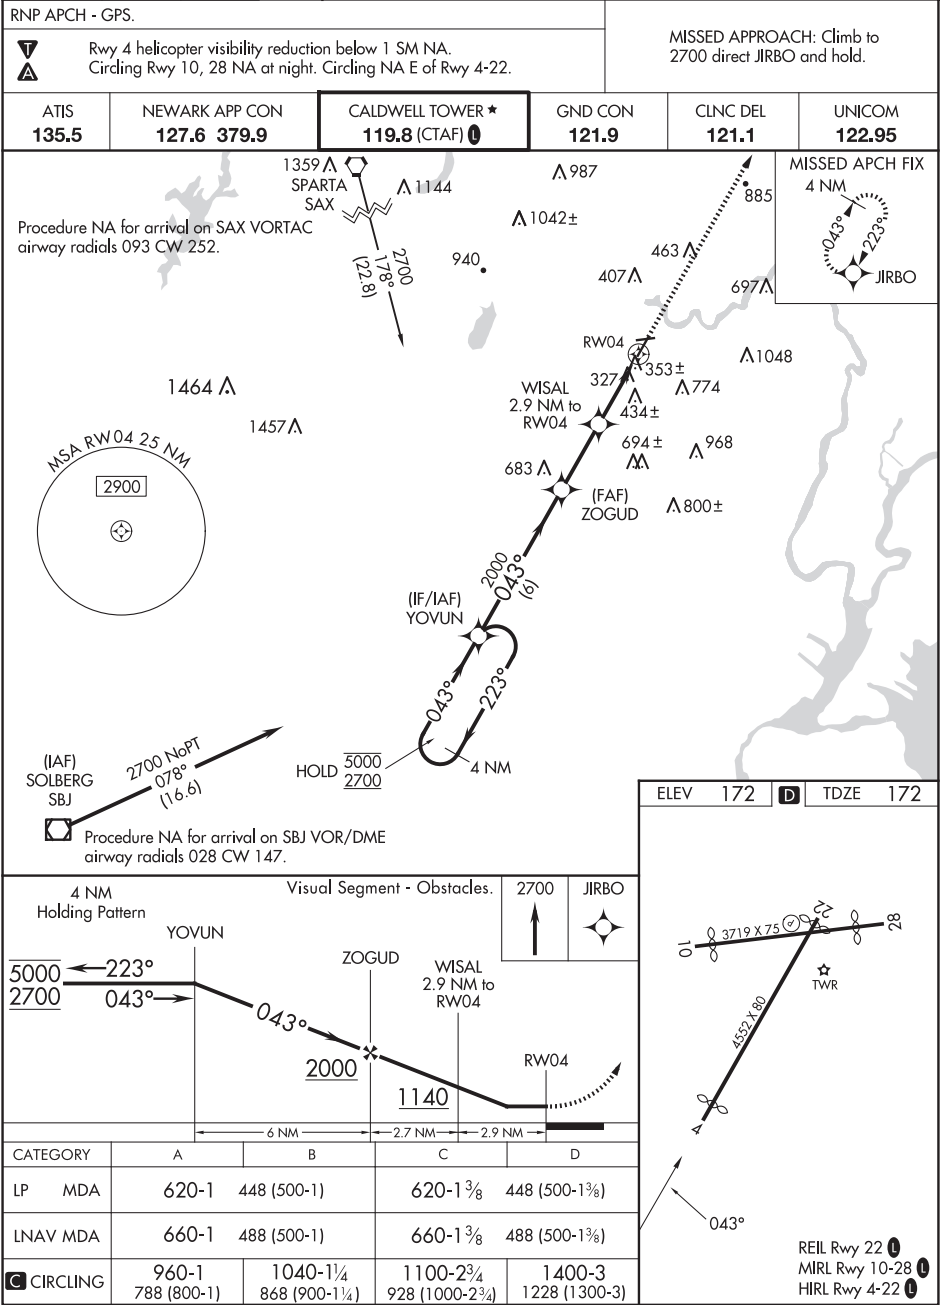 RNP APCH - GPS.
T
A
Rwy 4 helicopter visibility reduction below 1 SM NA.
Circling Rwy 10, 28 NA at night. Circling NA E of Rwy 4-22.
MISSED APPROACH: Climb to
2700 direct JIRBO and hold.
ATIS
135.5
NEWARK APP CON
127.6 379.9
CALDWELL TOWER ★
119.8 (CTAF) L
GND CON
121.9
CLNC DEL
121.1
UNICOM
122.95
1359
SPARTA
SAX
1144
987
1042±
885
MISSED APCH FIX
4 NM
043°
223°
JIRBO
Procedure NA for arrival on SAX VORTAC
airway radials 093 CW 252.
2700
178°
(22.8)
940
463
407
697
RW04
353±
1048
327
774
1464
WISAL
2.9 NM to
RW04
434±
1457
694±
968
MSA RW04 25 NM
2900
683
(FAF)
ZOGUD
800±
2000
043°
(6)
(IF/IAF)
YOVUN
043°
223°
HOLD 5000
2700
4 NM
(IAF)
SOLBERG
SBJ
2700 NoPT
078°
(16.6)
Procedure NA for arrival on SBJ VOR/DME
airway radials 028 CW 147.
ELEV 172 D TDZE 172
4 NM
Holding Pattern
Visual Segment - Obstacles.
2700
JIRBO
YOVUN
ZOGUD
WISAL
2.9 NM to
RW04
5000
2700
223°
043°
043°
2000
1140
RW04
6 NM
2.7 NM
2.9 NM
10
3719 X 75
22
28
TWR
4552 X 80
4
043°
REIL Rwy 22 L
MIRL Rwy 10-28 L
HIRL Rwy 4-22 L
CATEGORY A B C D
LP MDA 620-1 448 (500-1) 620-1⅜ 448 (500-1⅜)
LNAV MDA 660-1 488 (500-1) 660-1⅜ 488 (500-1⅜)
C CIRCLING 960-1 1040-1¼ 1100-2¾ 1400-3
788 (800-1) 868 (900-1¼) 928 (1000-2¾) 1228 (1300-3)